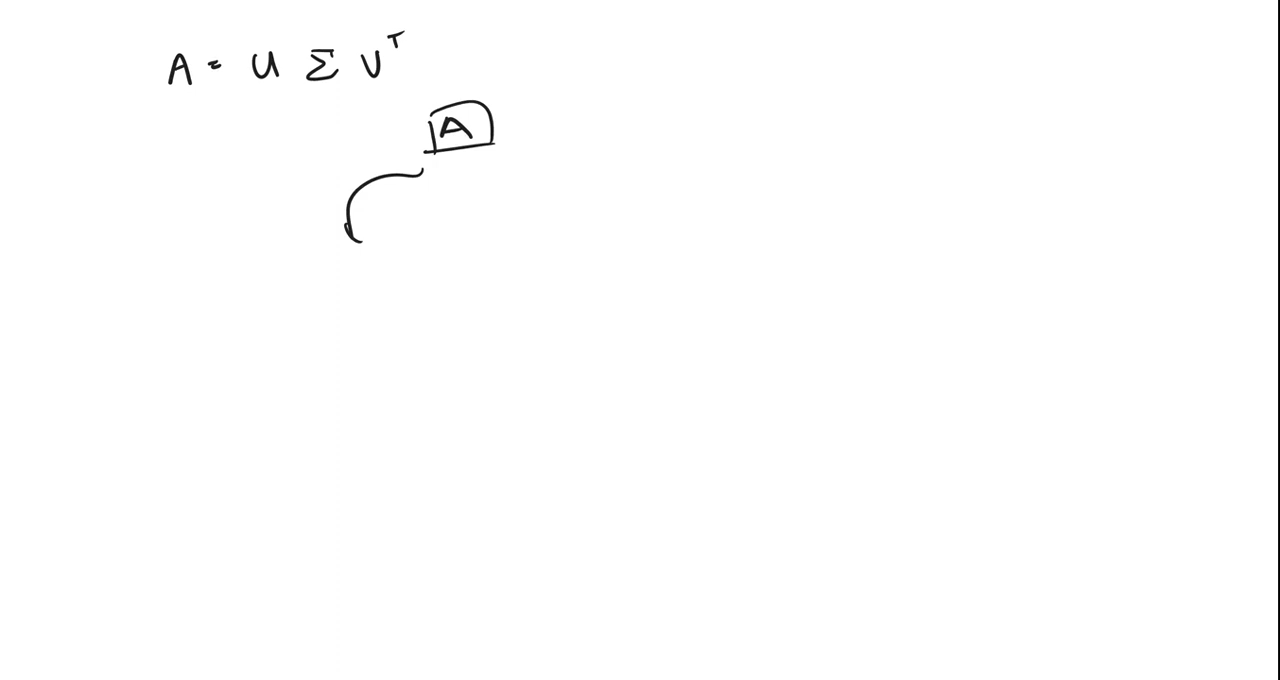 A = U Σ V^T
A